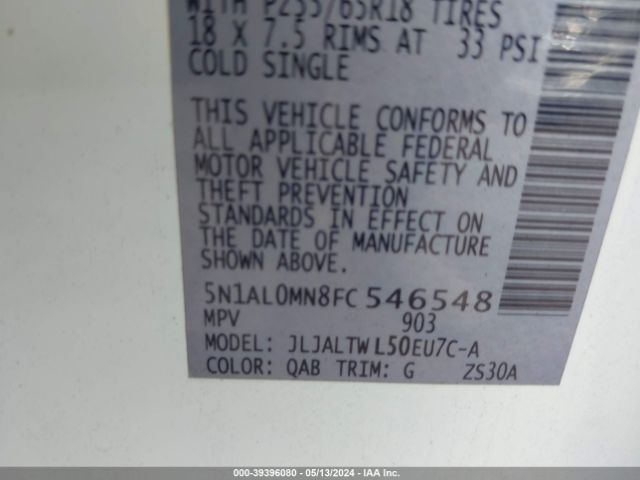 WITH P235/65R18 TIRES
18 X 7.5 RIMS AT 33 PSI
COLD SINGLE
THIS VEHICLE CONFORMS TO
ALL APPLICABLE FEDERAL
MOTOR VEHICLE SAFETY AND
THEFT PREVENTION
STANDARDS IN EFFECT ON
THE DATE OF MANUFACTURE
SHOWN ABOVE.
5N1AL0MN8FC546548
MPV 903
MODEL: JLJALTWL50EU7C-A
COLOR: QAB TRIM: G ZS30A
000-39396080 - 05/13/2024 - IAA Inc.